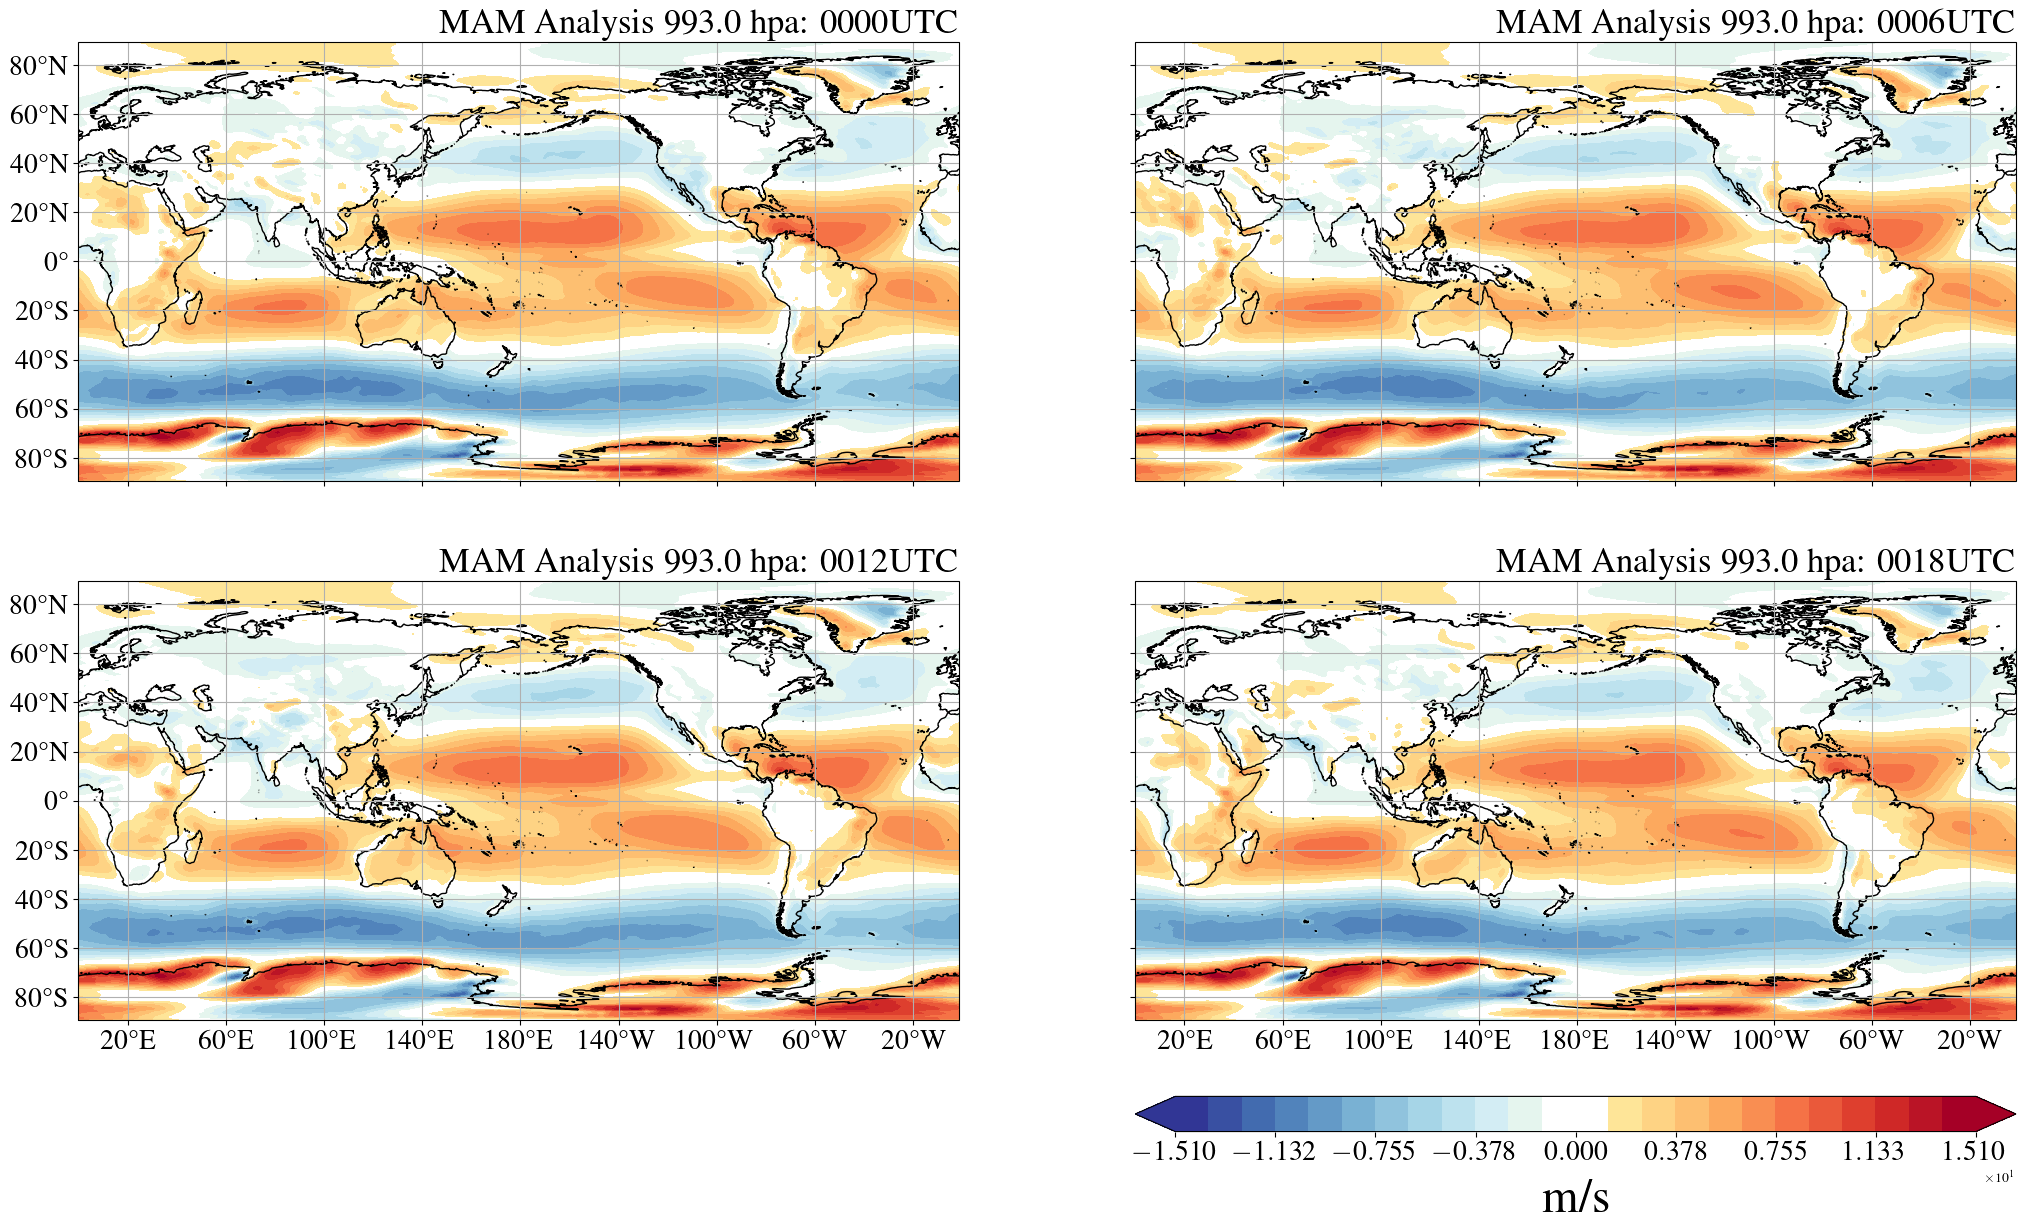 MAM Analysis 993.0 hpa: 0000UTC
MAM Analysis 993.0 hpa: 0006UTC
80°N
60°N
40°N
20°N
0°
20°S
40°S
60°S
80°S
MAM Analysis 993.0 hpa: 0012UTC
MAM Analysis 993.0 hpa: 0018UTC
80°N
60°N
40°N
20°N
0°
20°S
40°S
60°S
80°S
20°E 60°E 100°E 140°E 180°E 140°W 100°W 60°W 20°W
20°E 60°E 100°E 140°E 180°E 140°W 100°W 60°W 20°W
−1.510 −1.132 −0.755 −0.378 0.000 0.378 0.755 1.133 1.510
×10¹
m/s